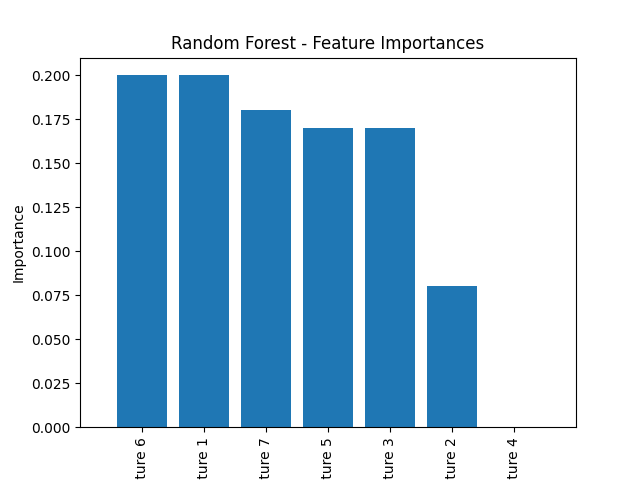 Random Forest - Feature Importances
Importance
0.200
0.175
0.150
0.125
0.100
0.075
0.050
0.025
0.000
ture 6
ture 1
ture 7
ture 5
ture 3
ture 2
ture 4